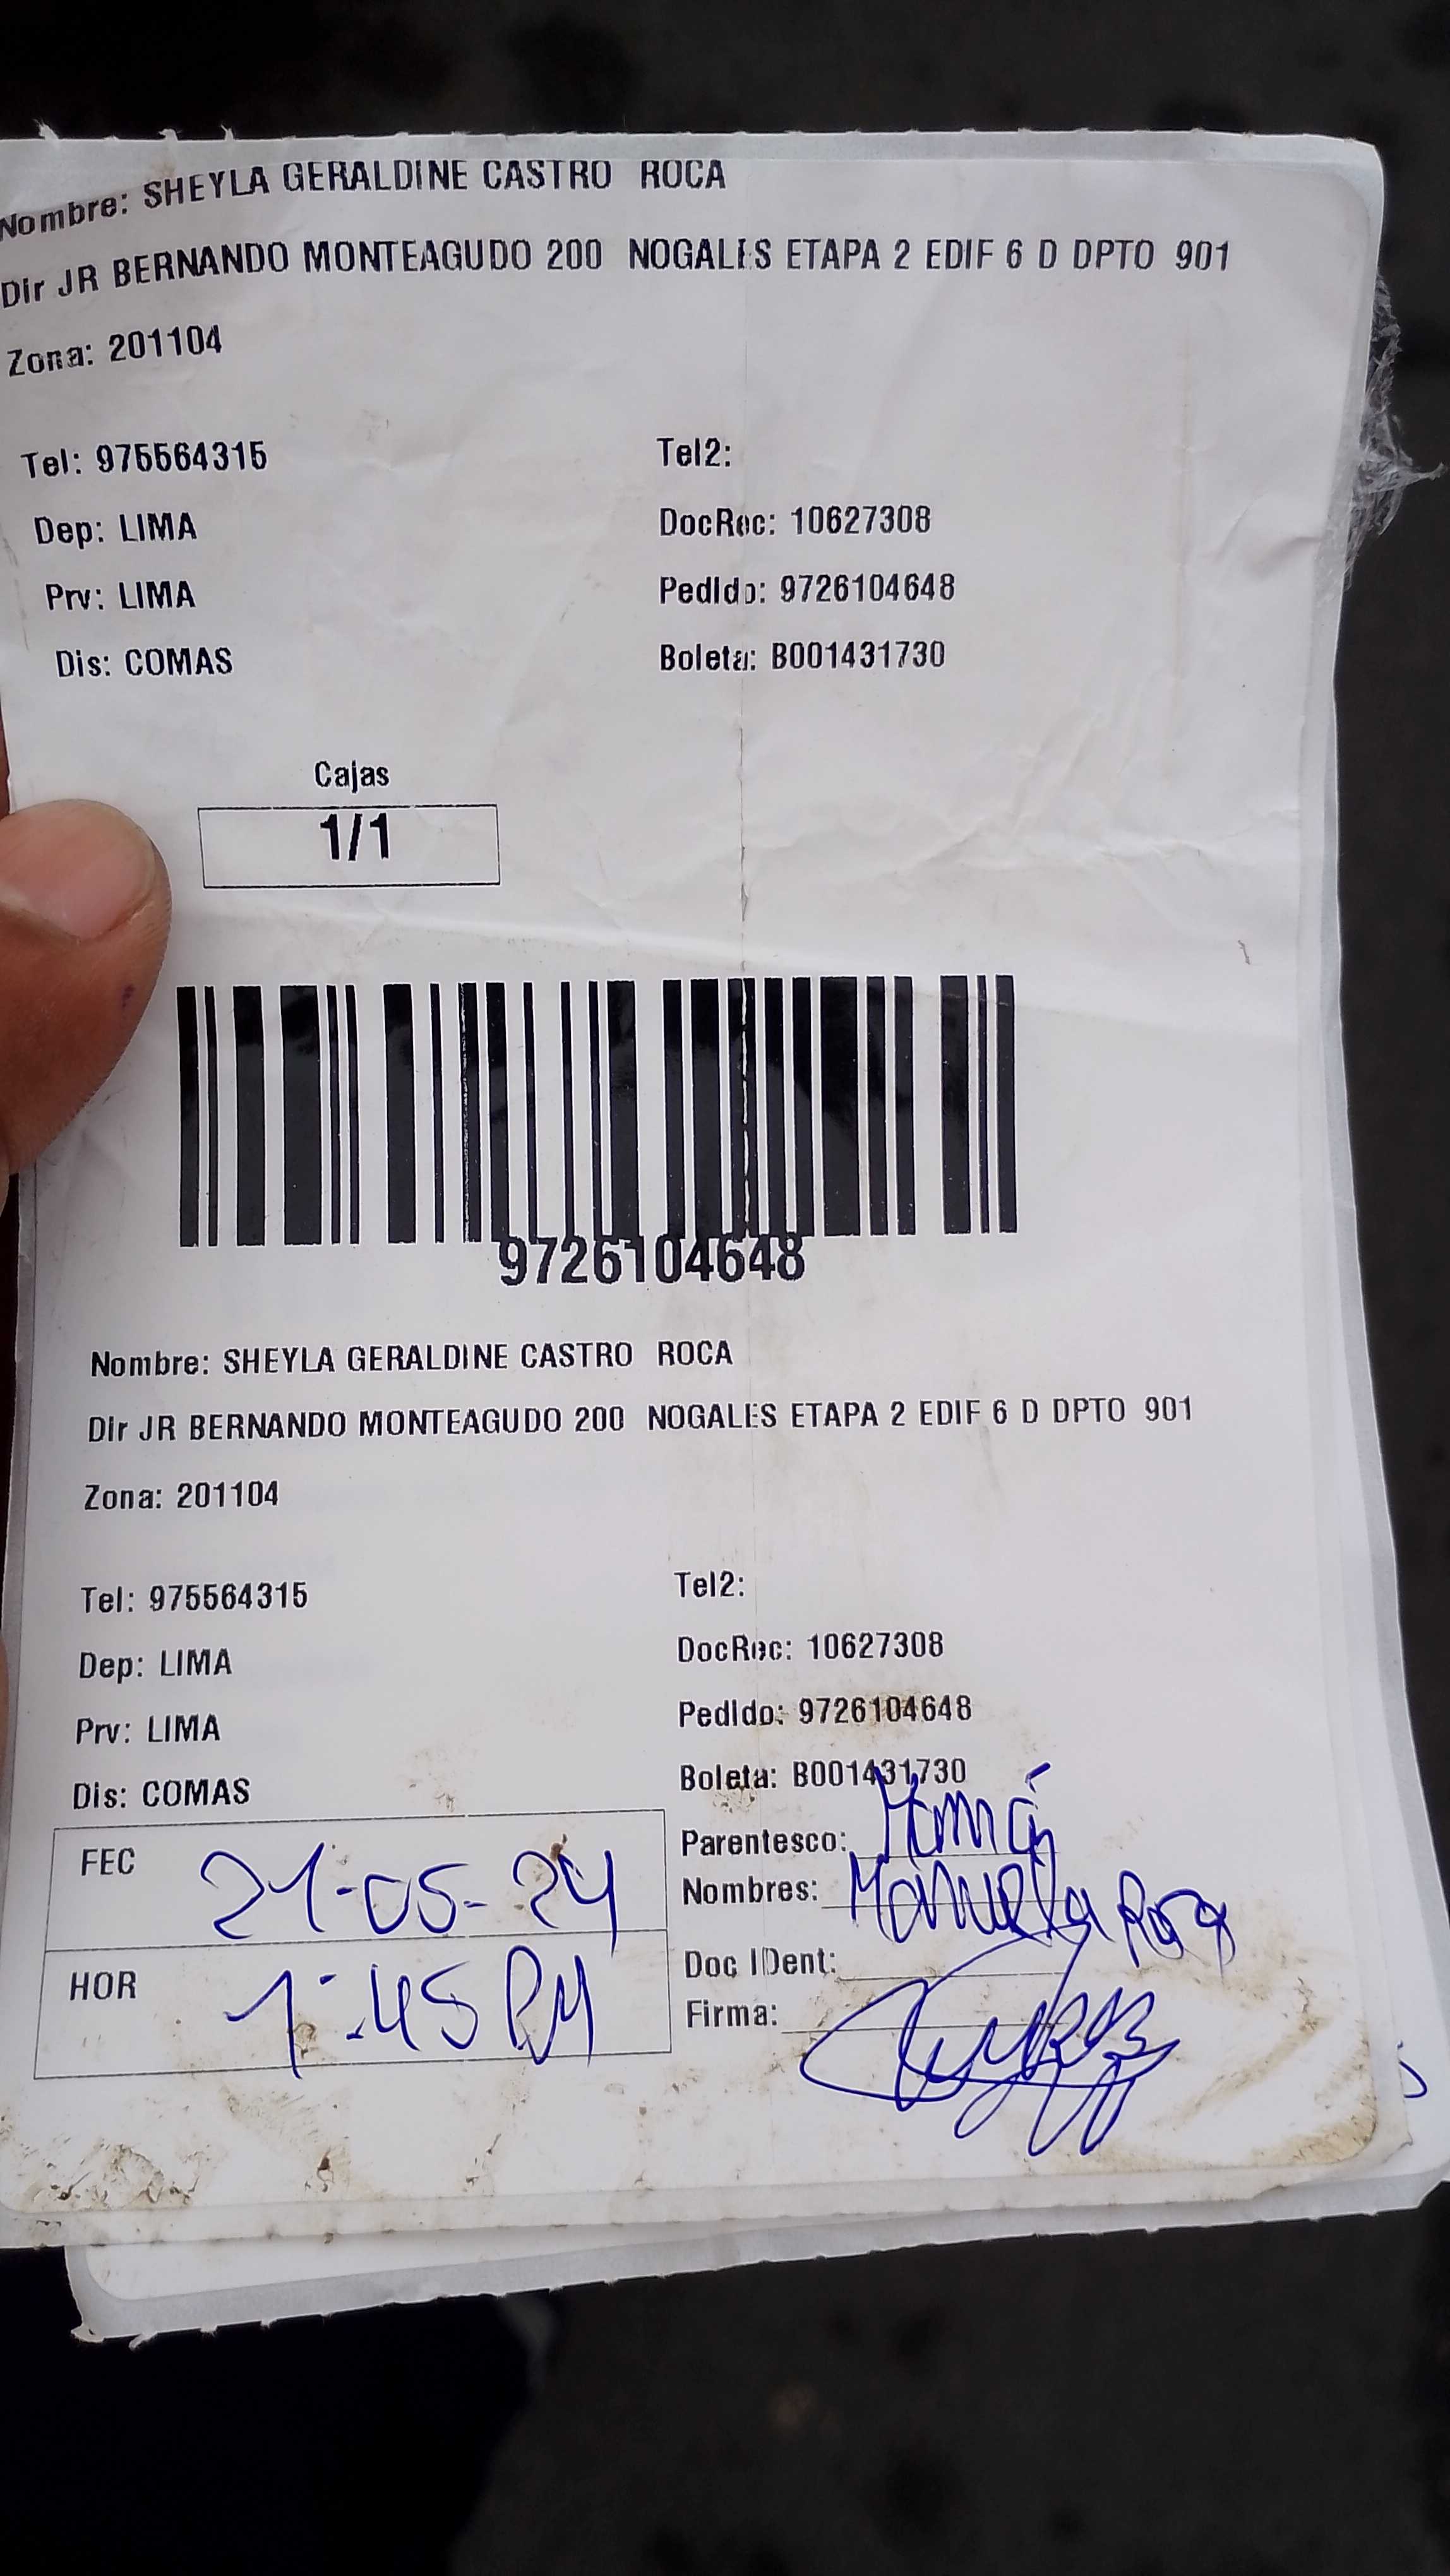 Nombre: SHEYLA GERALDINE CASTRO ROCA
Dir JR BERNANDO MONTEAGUDO 200 NOGALES ETAPA 2 EDIF 6 D DPTO 901
Zona: 201104
Tel: 975564315 Tel2:
Dep: LIMA DocRec: 10627308
Prv: LIMA Pedido: 9726104648
Dis: COMAS Boleta: B001431730
Cajas
1/1
9726104648
Nombre: SHEYLA GERALDINE CASTRO ROCA
Dir JR BERNANDO MONTEAGUDO 200 NOGALES ETAPA 2 EDIF 6 D DPTO 901
Zona: 201104
Tel: 975564315 Tel2:
Dep: LIMA DocRec: 10627308
Prv: LIMA Pedido: 9726104648
Dis: COMAS Boleta: B001431730
FEC 21-05-24 Parentesco: Mamá
Nombres: Manuela Roca
HOR 1:45 PM Doc IDent:
Firma: